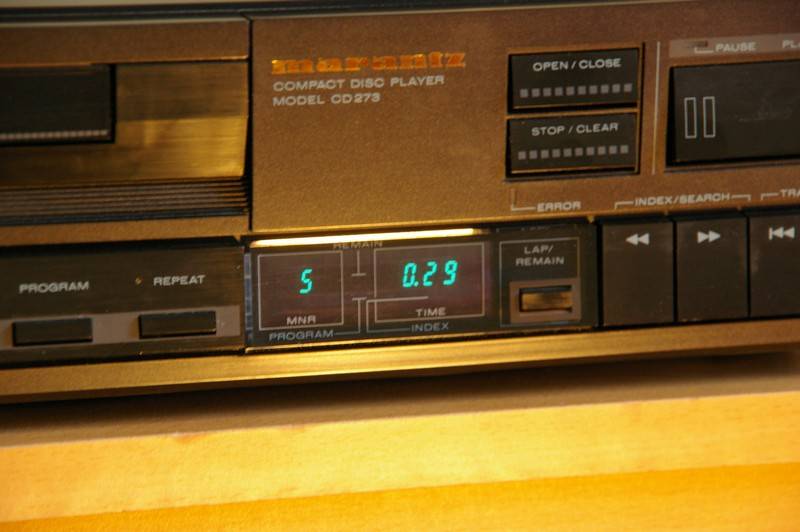 marantz
COMPACT DISC PLAYER
MODEL CD273
OPEN/CLOSE
STOP/CLEAR
PAUSE
ERROR
INDEX/SEARCH
PROGRAM
REPEAT
REMAIN
5
0.29
MNR
TIME
PROGRAM
INDEX
LAP/
REMAIN